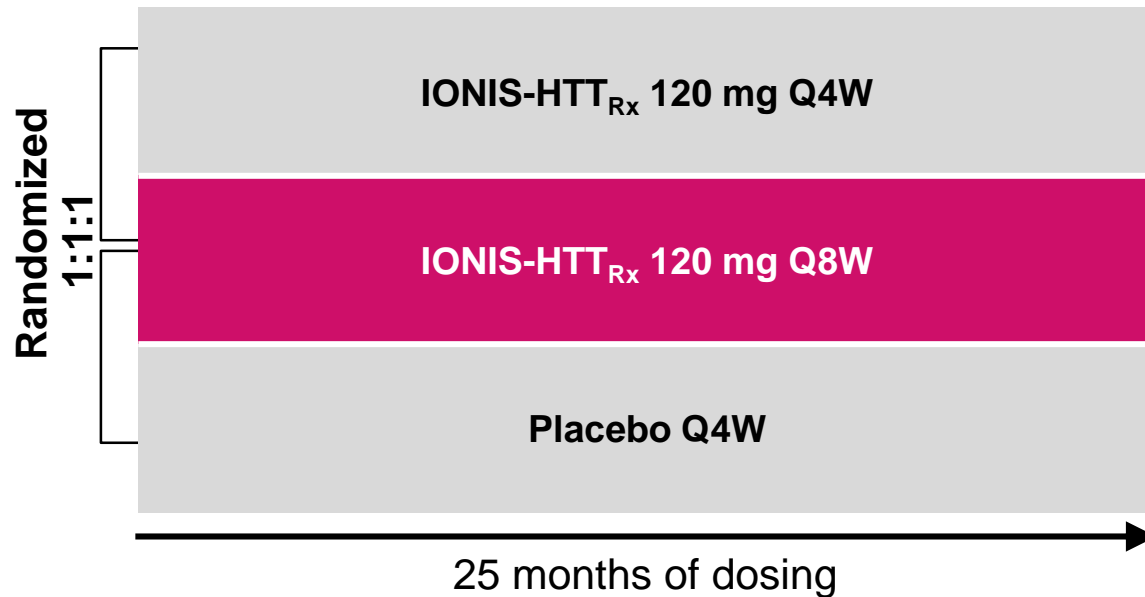 Randomized
1:1:1
IONIS-HTTRx 120 mg Q4W
IONIS-HTTRx 120 mg Q8W
Placebo Q4W
25 months of dosing